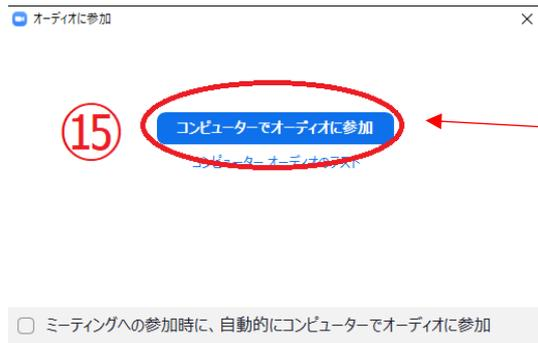 オーディオに参加
⑮
コンピューターでオーディオに参加
コンピューター オーディオのテスト
ミーティングへの参加時に、自動的にコンピューターでオーディオに参加